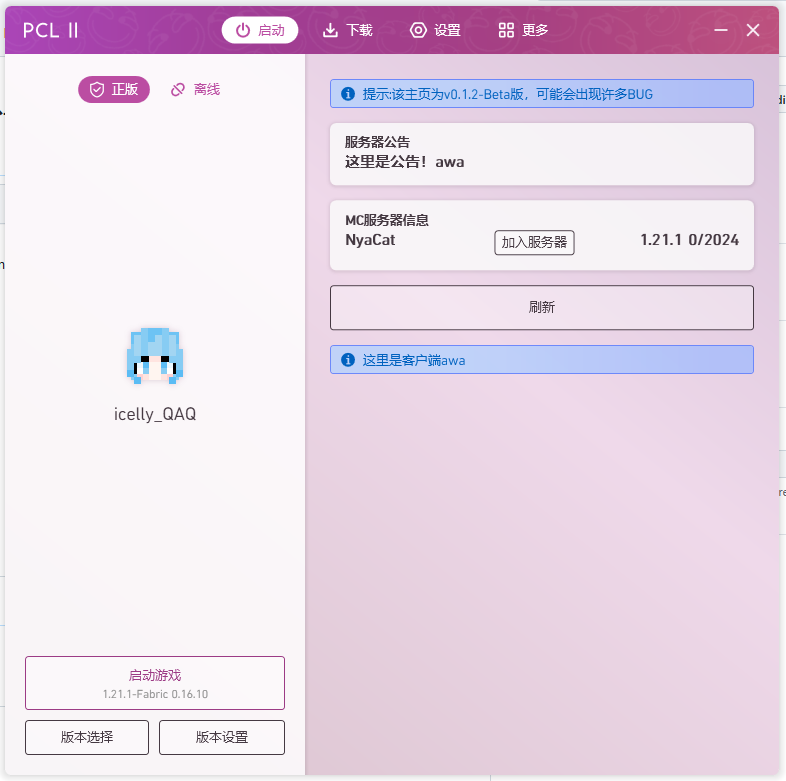 PCL II
启动
下载
设置
更多
正版
离线
icelly_QAQ
启动游戏
1.21.1-Fabric 0.16.10
版本选择
版本设置
提示:该主页为v0.1.2-Beta版，可能会出现许多BUG
服务器公告
这里是公告！awa
MC服务器信息
NyaCat
加入服务器
1.21.1 0/2024
刷新
这里是客户端awa